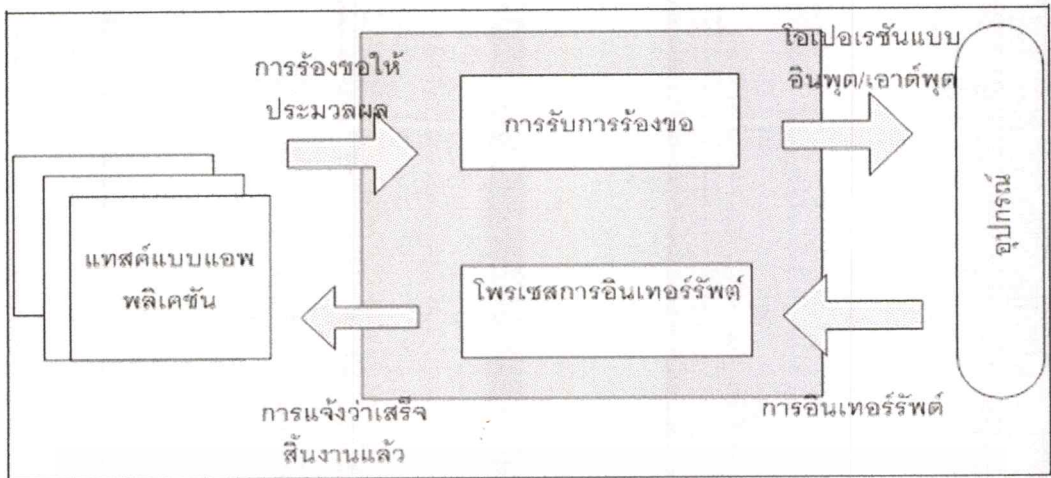 การร้องขอให้
ประมวลผล
โอเปอเรชันแบบ
อินพุต/เอาต์พุต
การรับการร้องขอ
อุปกรณ์
แทสค์แบบแอพ
พลิเคชัน
โพรเซสการอินเทอร์รัพต์
การแจ้งว่าเสร็จ
สิ้นงานแล้ว
การอินเทอร์รัพต์